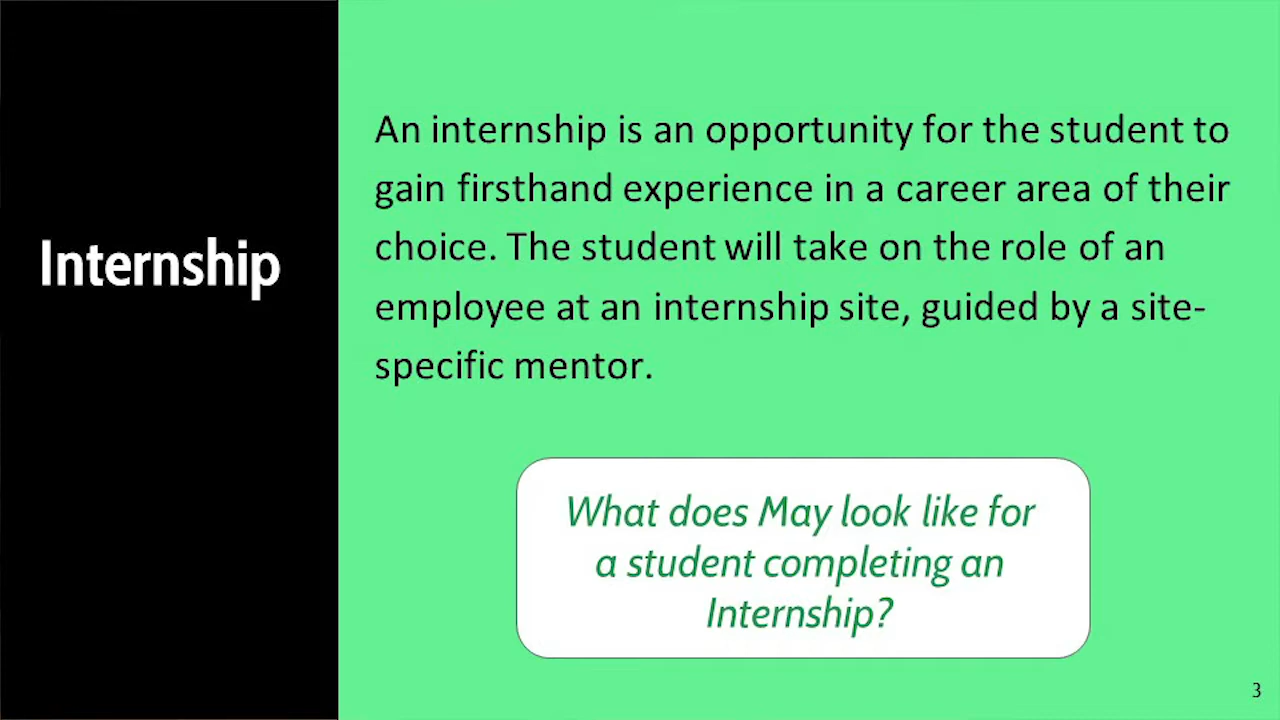 Internship
An internship is an opportunity for the student to
gain firsthand experience in a career area of their
choice. The student will take on the role of an
employee at an internship site, guided by a site-
specific mentor.
What does May look like for
a student completing an
Internship?
3